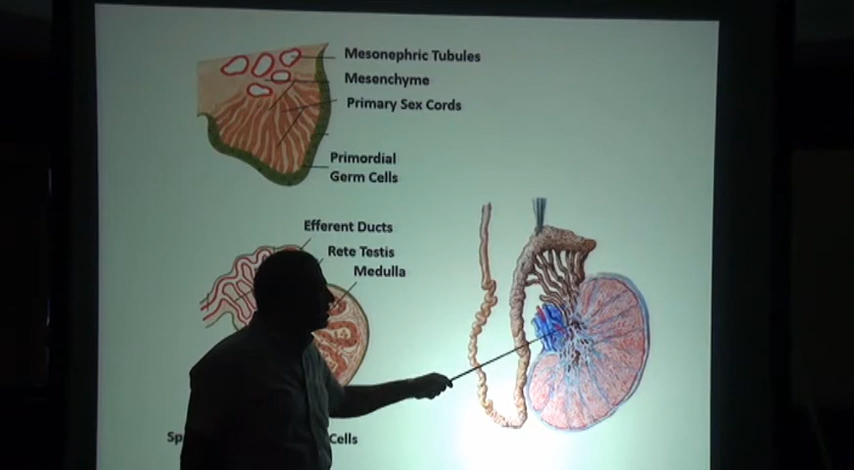 Mesonephric Tubules
Mesenchyme
Primary Sex Cords
Primordial
Germ Cells
Efferent Ducts
Rete Testis
Medulla
Cells